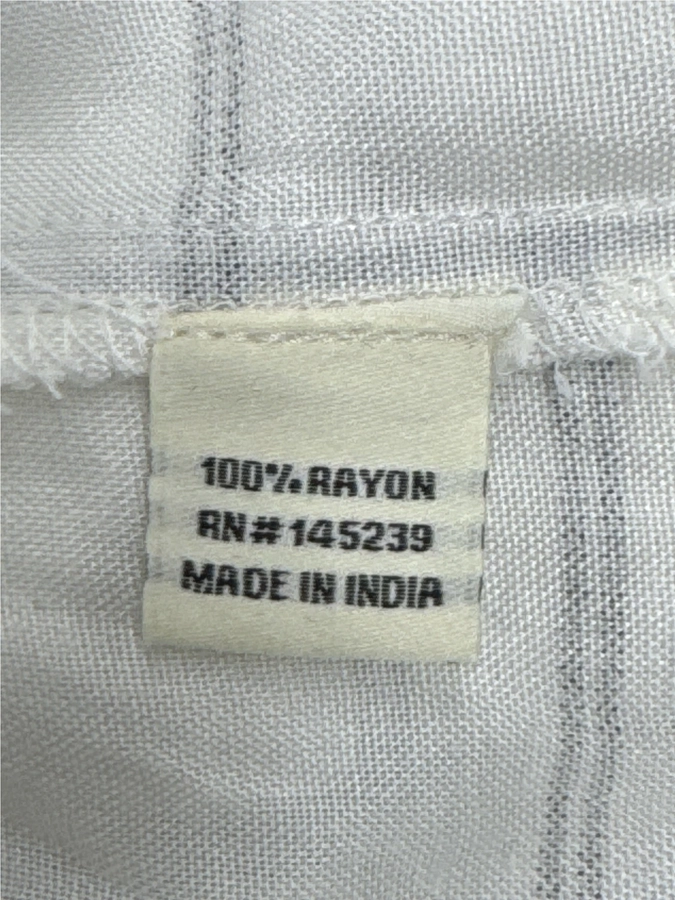 100% RAYON
RN# 145239
MADE IN INDIA